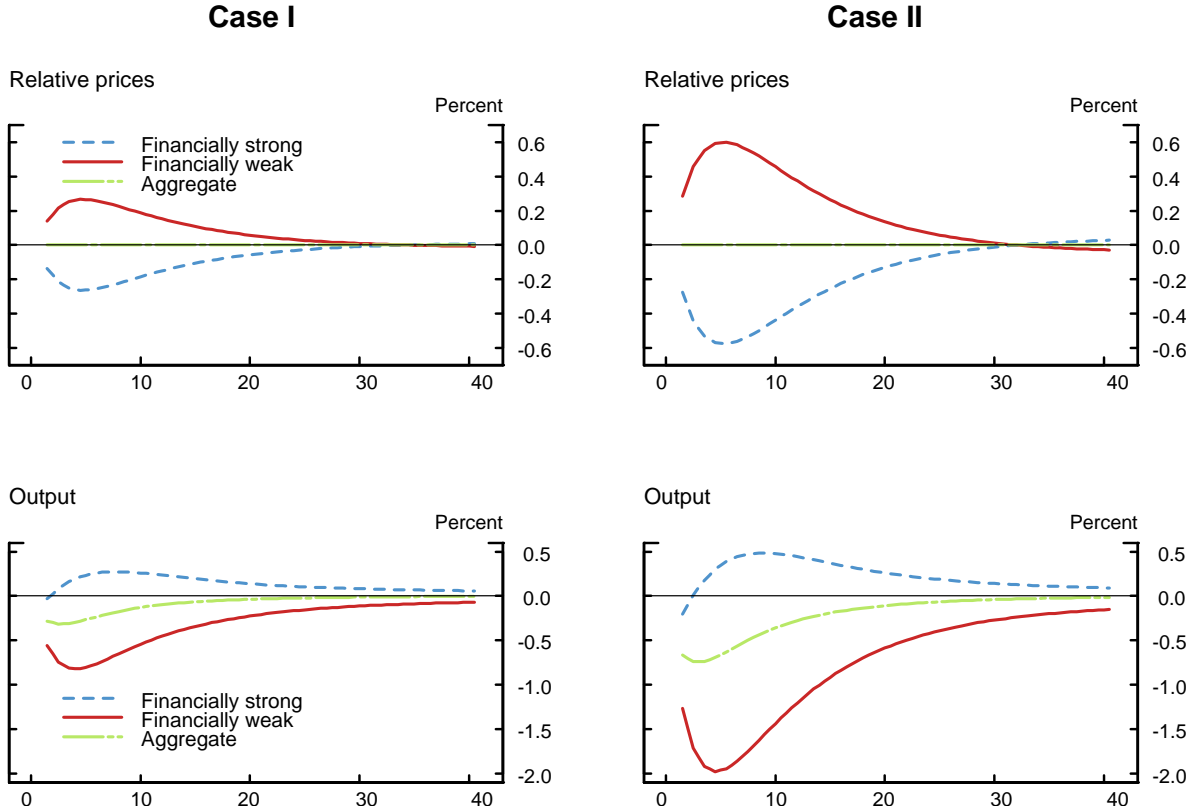 Case I
Case II
Relative prices
Percent
Financially strong
Financially weak
Aggregate
0.6
0.4
0.2
0.0
-0.2
-0.4
-0.6
0 10 20 30 40
Relative prices
Percent
0.6
0.4
0.2
0.0
-0.2
-0.4
-0.6
0 10 20 30 40
Output
Percent
0.5
0.0
-0.5
-1.0
-1.5
-2.0
Financially strong
Financially weak
Aggregate
0 10 20 30 40
Output
Percent
0.5
0.0
-0.5
-1.0
-1.5
-2.0
0 10 20 30 40